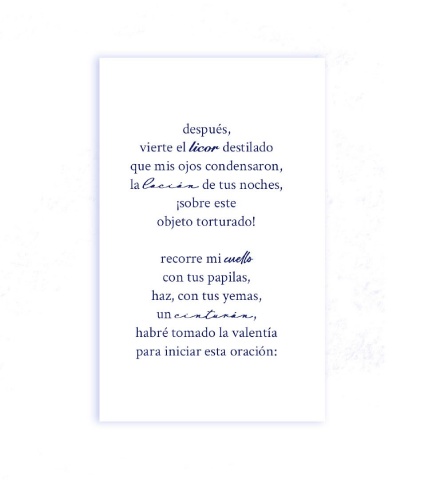 después,
vierte el licor destilado
que mis ojos condensaron,
la loción de tus noches,
¡sobre este
objeto torturado!
recorre mi cuello
con tus papilas,
haz, con tus yemas,
un cinturón,
habré tomado la valentía
para iniciar esta oración: